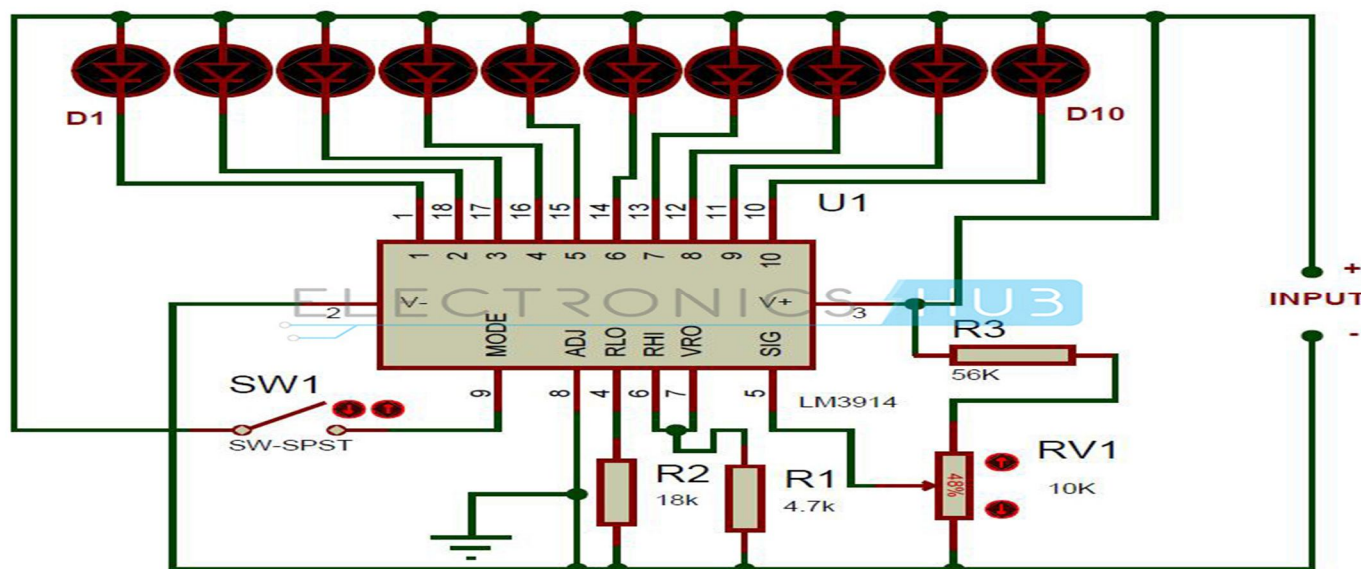 D1
D10
U1
1 18 17 16 15 14 13 12 11 10
1 2 3 4 5 6 7 8 9 10
+
INPUT
-
ELECTRONICS HUB
2
V-
V+
3
MODE ADJ RLO RHI VRO SIG
R3
56K
9 8 4 6 7 5
LM3914
SW1
SW-SPST
R2
18k
R1
4.7k
48%
RV1
10K